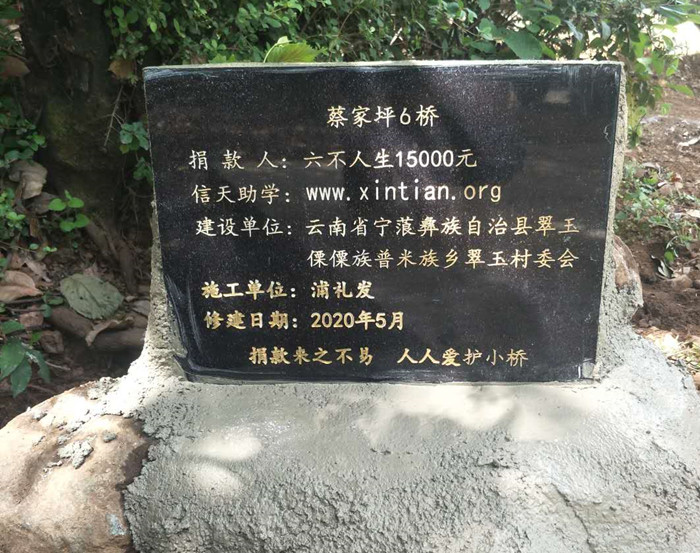 蔡家坪6桥
捐 款 人：六不人生15000元
信天助学：www.xintian.org
建设单位：云南省宁蒗彝族自治县翠玉
傈僳族普米族乡翠玉村委会
施工单位：浦礼发
修建日期：2020年5月
捐款来之不易 人人爱护小桥